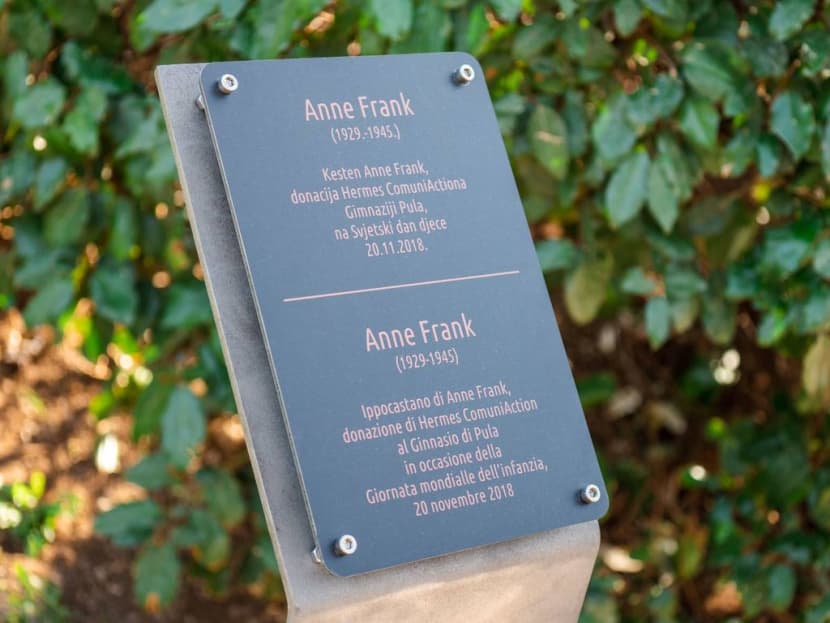 Anne Frank
(1929.-1945.)
Kesten Anne Frank,
donacija Hermes ComuniActiona
Gimnaziji Pula,
na Svjetski dan djece
20.11.2018.
Anne Frank
(1929-1945)
Ippocastano di Anne Frank,
donazione di Hermes ComuniAction
al Ginnasio di Pula
in occasione della
Giornata mondialle dell'infanzia,
20 novembre 2018